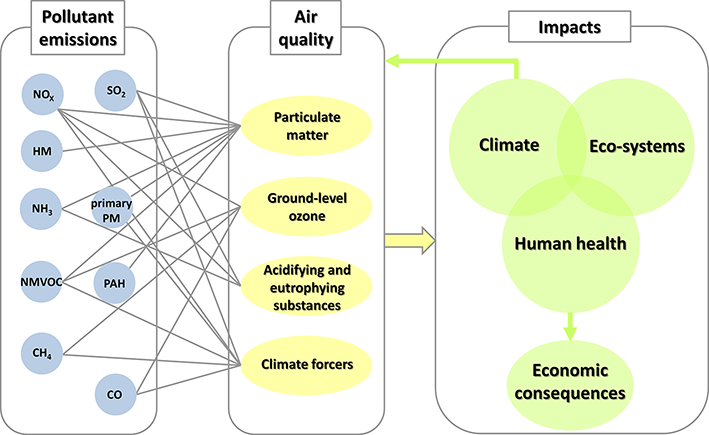 Pollutant
emissions
Air
quality
Impacts
NOX
SO2
HM
NH3
primary
PM
NMVOC
PAH
CH4
CO
Particulate
matter
Ground-level
ozone
Acidifying and
eutrophying
substances
Climate forcers
Climate
Eco-systems
Human health
Economic
consequences